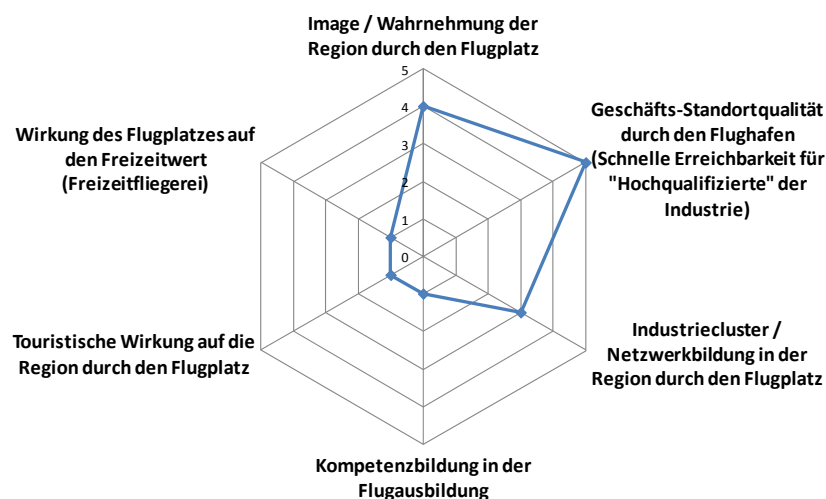 Image / Wahrnehmung der
Region durch den Flugplatz
5
4
3
2
1
0
Geschäfts-Standortqualität
durch den Flughafen
(Schnelle Erreichbarkeit für
"Hochqualifizierte" der
Industrie)
Industriecluster /
Netzwerkbildung in der
Region durch den Flugplatz
Kompetenzbildung in der
Flugausbildung
Touristische Wirkung auf die
Region durch den Flugplatz
Wirkung des Flugplatzes auf
den Freizeitwert
(Freizeitfliegerei)